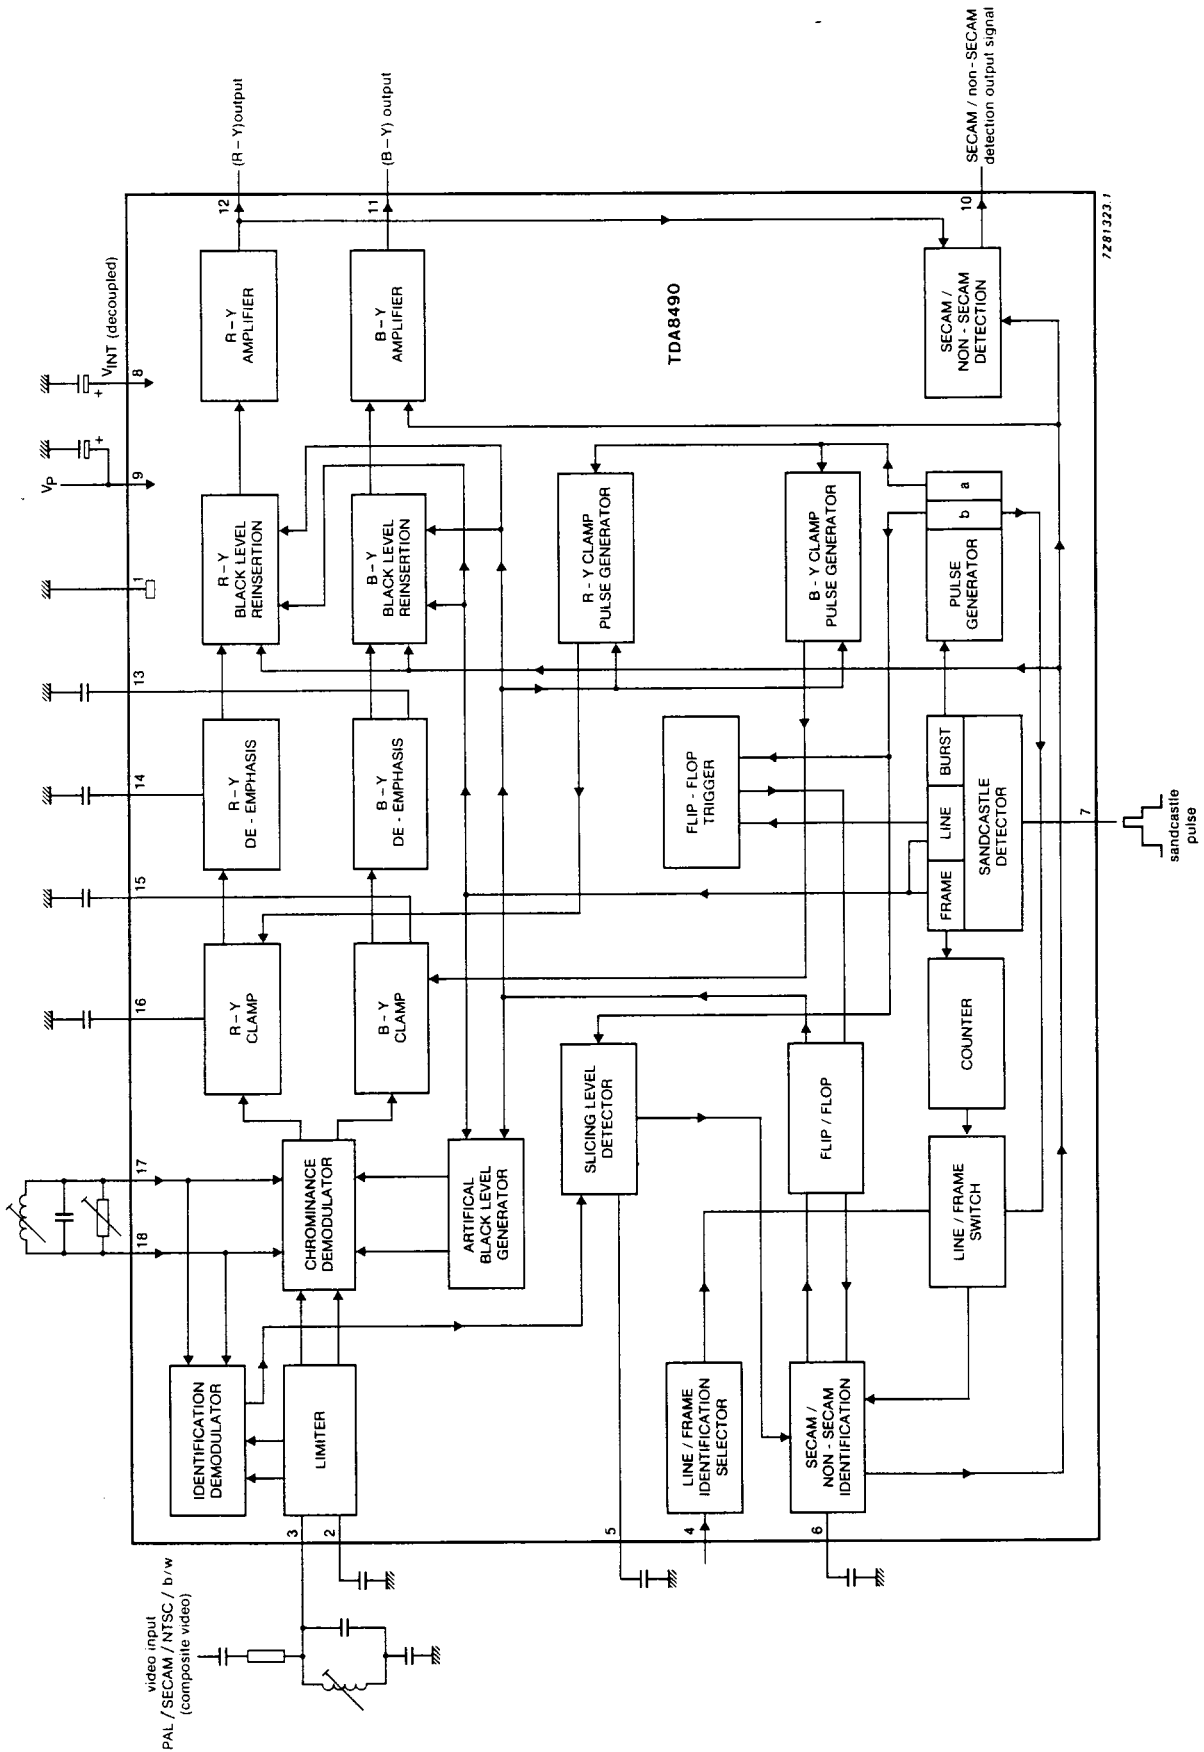 video input
PAL / SECAM / NTSC / b/w
(composite video)
3
2
5
4
6
18
17
16
15
14
13
1
9
VP
8
VINT (decoupled)
+
+
IDENTIFICATION
DEMODULATOR
LIMITER
CHROMINANCE
DEMODULATOR
ARTIFICAL
BLACK LEVEL
GENERATOR
R - Y
CLAMP
B - Y
CLAMP
R - Y
DE - EMPHASIS
B - Y
DE - EMPHASIS
R - Y
BLACK LEVEL
REINSERTION
B - Y
BLACK LEVEL
REINSERTION
R - Y
AMPLIFIER
B - Y
AMPLIFIER
12
(R-Y)output
11
(B-Y) output
SLICING LEVEL
DETECTOR
LINE / FRAME
IDENTIFICATION
SELECTOR
SECAM /
NON - SECAM
IDENTIFICATION
FLIP / FLOP
FLIP - FLOP
TRIGGER
R - Y CLAMP
PULSE GENERATOR
B - Y CLAMP
PULSE GENERATOR
TDA8490
LINE / FRAME
SWITCH
COUNTER
FRAME
LINE
BURST
SANDCASTLE
DETECTOR
PULSE
GENERATOR
b
a
SECAM /
NON - SECAM
DETECTION
10
SECAM / non-SECAM
detection output signal
7
sandcastle
pulse
7Z81323.1